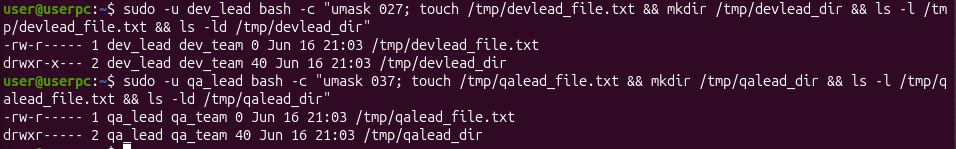 user@userpc:~$ sudo -u dev_lead bash -c "umask 027; touch /tmp/devlead_file.txt && mkdir /tmp/devlead_dir && ls -l /tm
p/devlead_file.txt && ls -ld /tmp/devlead_dir"
-rw-r----- 1 dev_lead dev_team 0 Jun 16 21:03 /tmp/devlead_file.txt
drwxr-x--- 2 dev_lead dev_team 40 Jun 16 21:03 /tmp/devlead_dir
user@userpc:~$ sudo -u qa_lead bash -c "umask 037; touch /tmp/qalead_file.txt && mkdir /tmp/qalead_dir && ls -l /tmp/q
alead_file.txt && ls -ld /tmp/qalead_dir"
-rw-r----- 1 qa_lead qa_team 0 Jun 16 21:03 /tmp/qalead_file.txt
drwxr----- 2 qa_lead qa_team 40 Jun 16 21:03 /tmp/qalead_dir